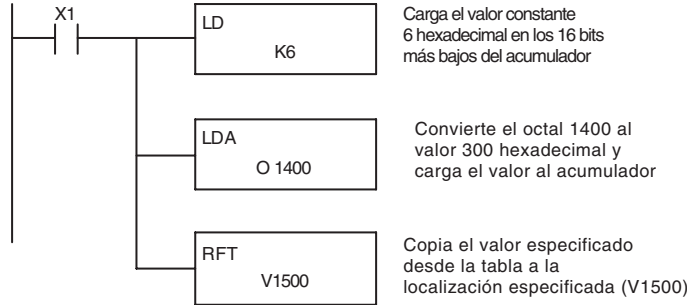 X1
LD
K6
Carga el valor constante
6 hexadecimal en los 16 bits
más bajos del acumulador
LDA
O 1400
Convierte el octal 1400 al
valor 300 hexadecimal y
carga el valor al acumulador
RFT
V1500
Copia el valor especificado
desde la tabla a la
localización especificada (V1500)